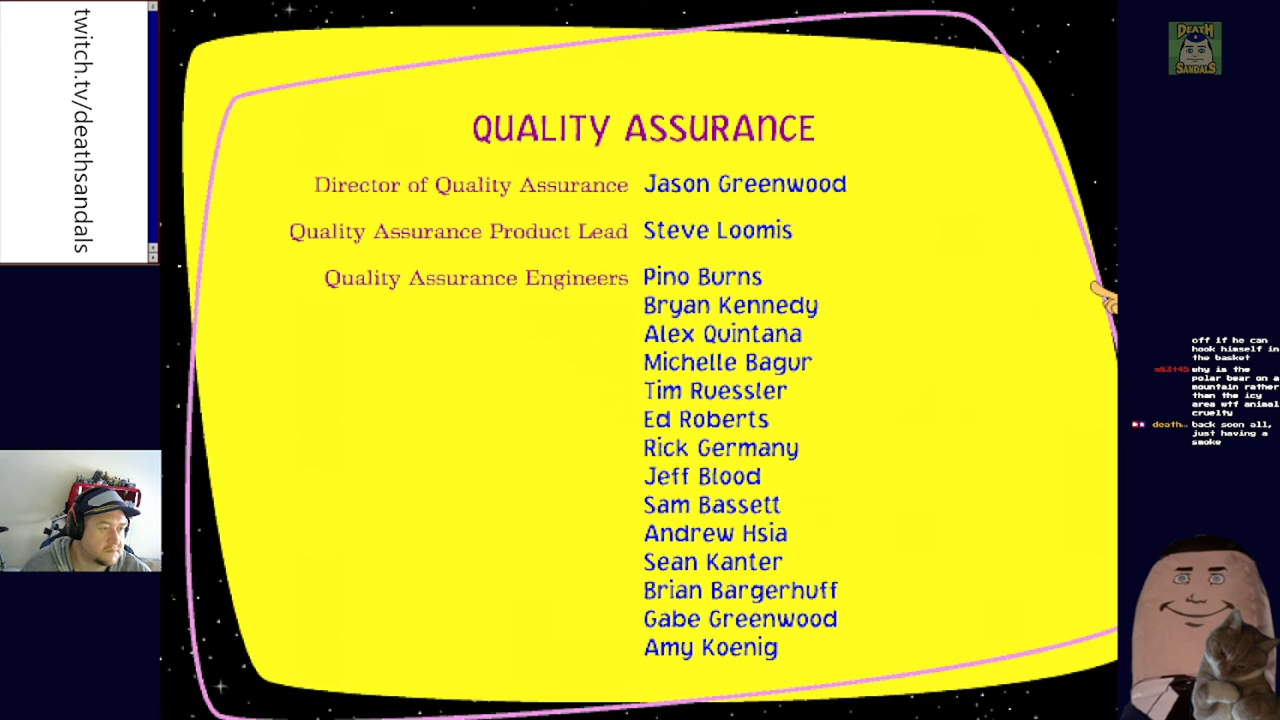 twitch.tv/deathsandals
DEATH
SANDALS
QUALITY ASSURANCE
Director of Quality Assurance Jason Greenwood
Quality Assurance Product Lead Steve Loomis
Quality Assurance Engineers Pino Burns
Bryan Kennedy
Alex Quintana
Michelle Bagur
Tim Ruessler
Ed Roberts
Rick Germany
Jeff Blood
Sam Bassett
Andrew Hsia
Sean Kanter
Brian Bargerhuff
Gabe Greenwood
Amy Koenig
off if he can
hook himself in
the basket
why is the
polar bear on a
mountain rather
than the icy
area wtf animal
cruelty
death… back soon all,
just having a
smoke